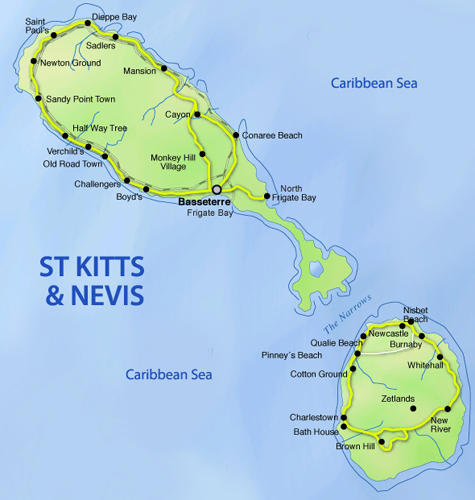 Dieppe Bay
Saint
Paul's
Sadlers
Newton Ground
Mansion
Caribbean Sea
Sandy Point Town
Cayon
Half Way Tree
Conaree Beach
Verchild's
Monkey Hill
Village
Old Road Town
Challengers
North
Frigate Bay
Boyd's
Basseterre
Frigate Bay
ST KITTS
& NEVIS
The Narrows
Nisbet
Beach
Newcastle
Qualie Beach
Burnaby
Pinney´s Beach
Whitehall
Caribbean Sea
Cotton Ground
Zetlands
Charlestown
New
River
Bath House
Brown Hill